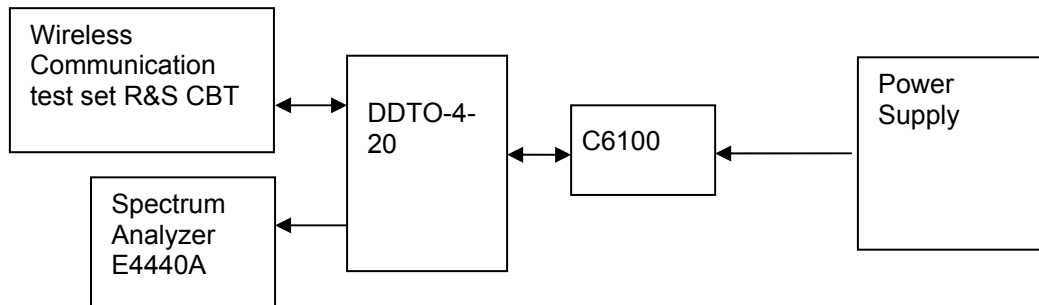 Wireless
Communication
test set R&S CBT
DDTO-4-
20
C6100
Power
Supply
Spectrum
Analyzer
E4440A